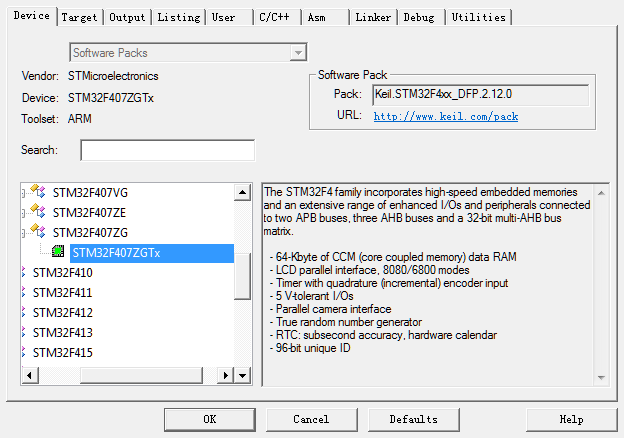 Device Target Output Listing User C/C++ Asm Linker Debug Utilities
Software Packs
Vendor: STMicroelectronics
Device: STM32F407ZGTx
Toolset: ARM
Search:
Software Pack
Pack: Keil.STM32F4xx_DFP.2.12.0
URL: http://www.keil.com/pack
STM32F407VG
STM32F407ZE
STM32F407ZG
STM32F407ZGTx
STM32F410
STM32F411
STM32F412
STM32F413
STM32F415
The STM32F4 family incorporates high-speed embedded memories
and an extensive range of enhanced I/Os and peripherals connected
to two APB buses, three AHB buses and a 32-bit multi-AHB bus
matrix.
- 64-Kbyte of CCM (core coupled memory) data RAM
- LCD parallel interface, 8080/6800 modes
- Timer with quadrature (incremental) encoder input
- 5 V-tolerant I/Os
- Parallel camera interface
- True random number generator
- RTC: subsecond accuracy, hardware calendar
- 96-bit unique ID
OK Cancel Defaults Help